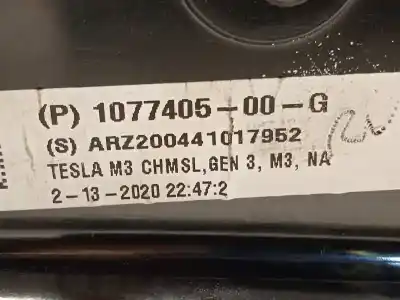 (P) 1077405-00-G
(S) ARZ200441017952
TESLA M3 CHMSL,GEN 3, M3, NA
2-13-2020 22:47:2